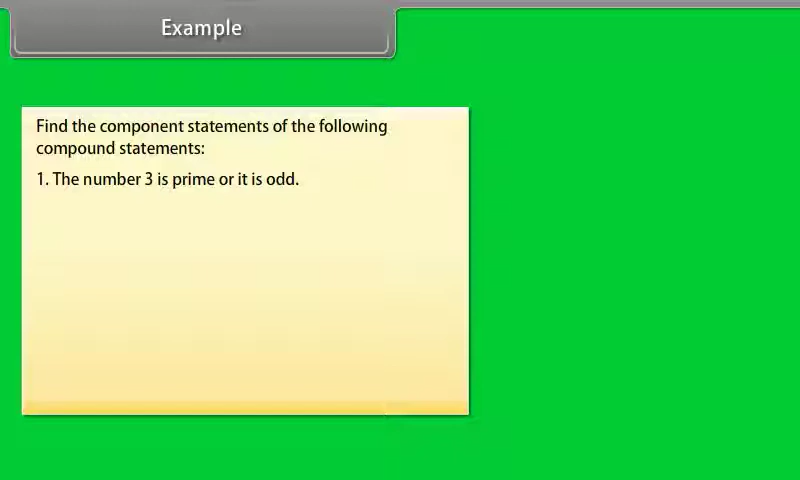 Example
Find the component statements of the following
compound statements:
1. The number 3 is prime or it is odd.